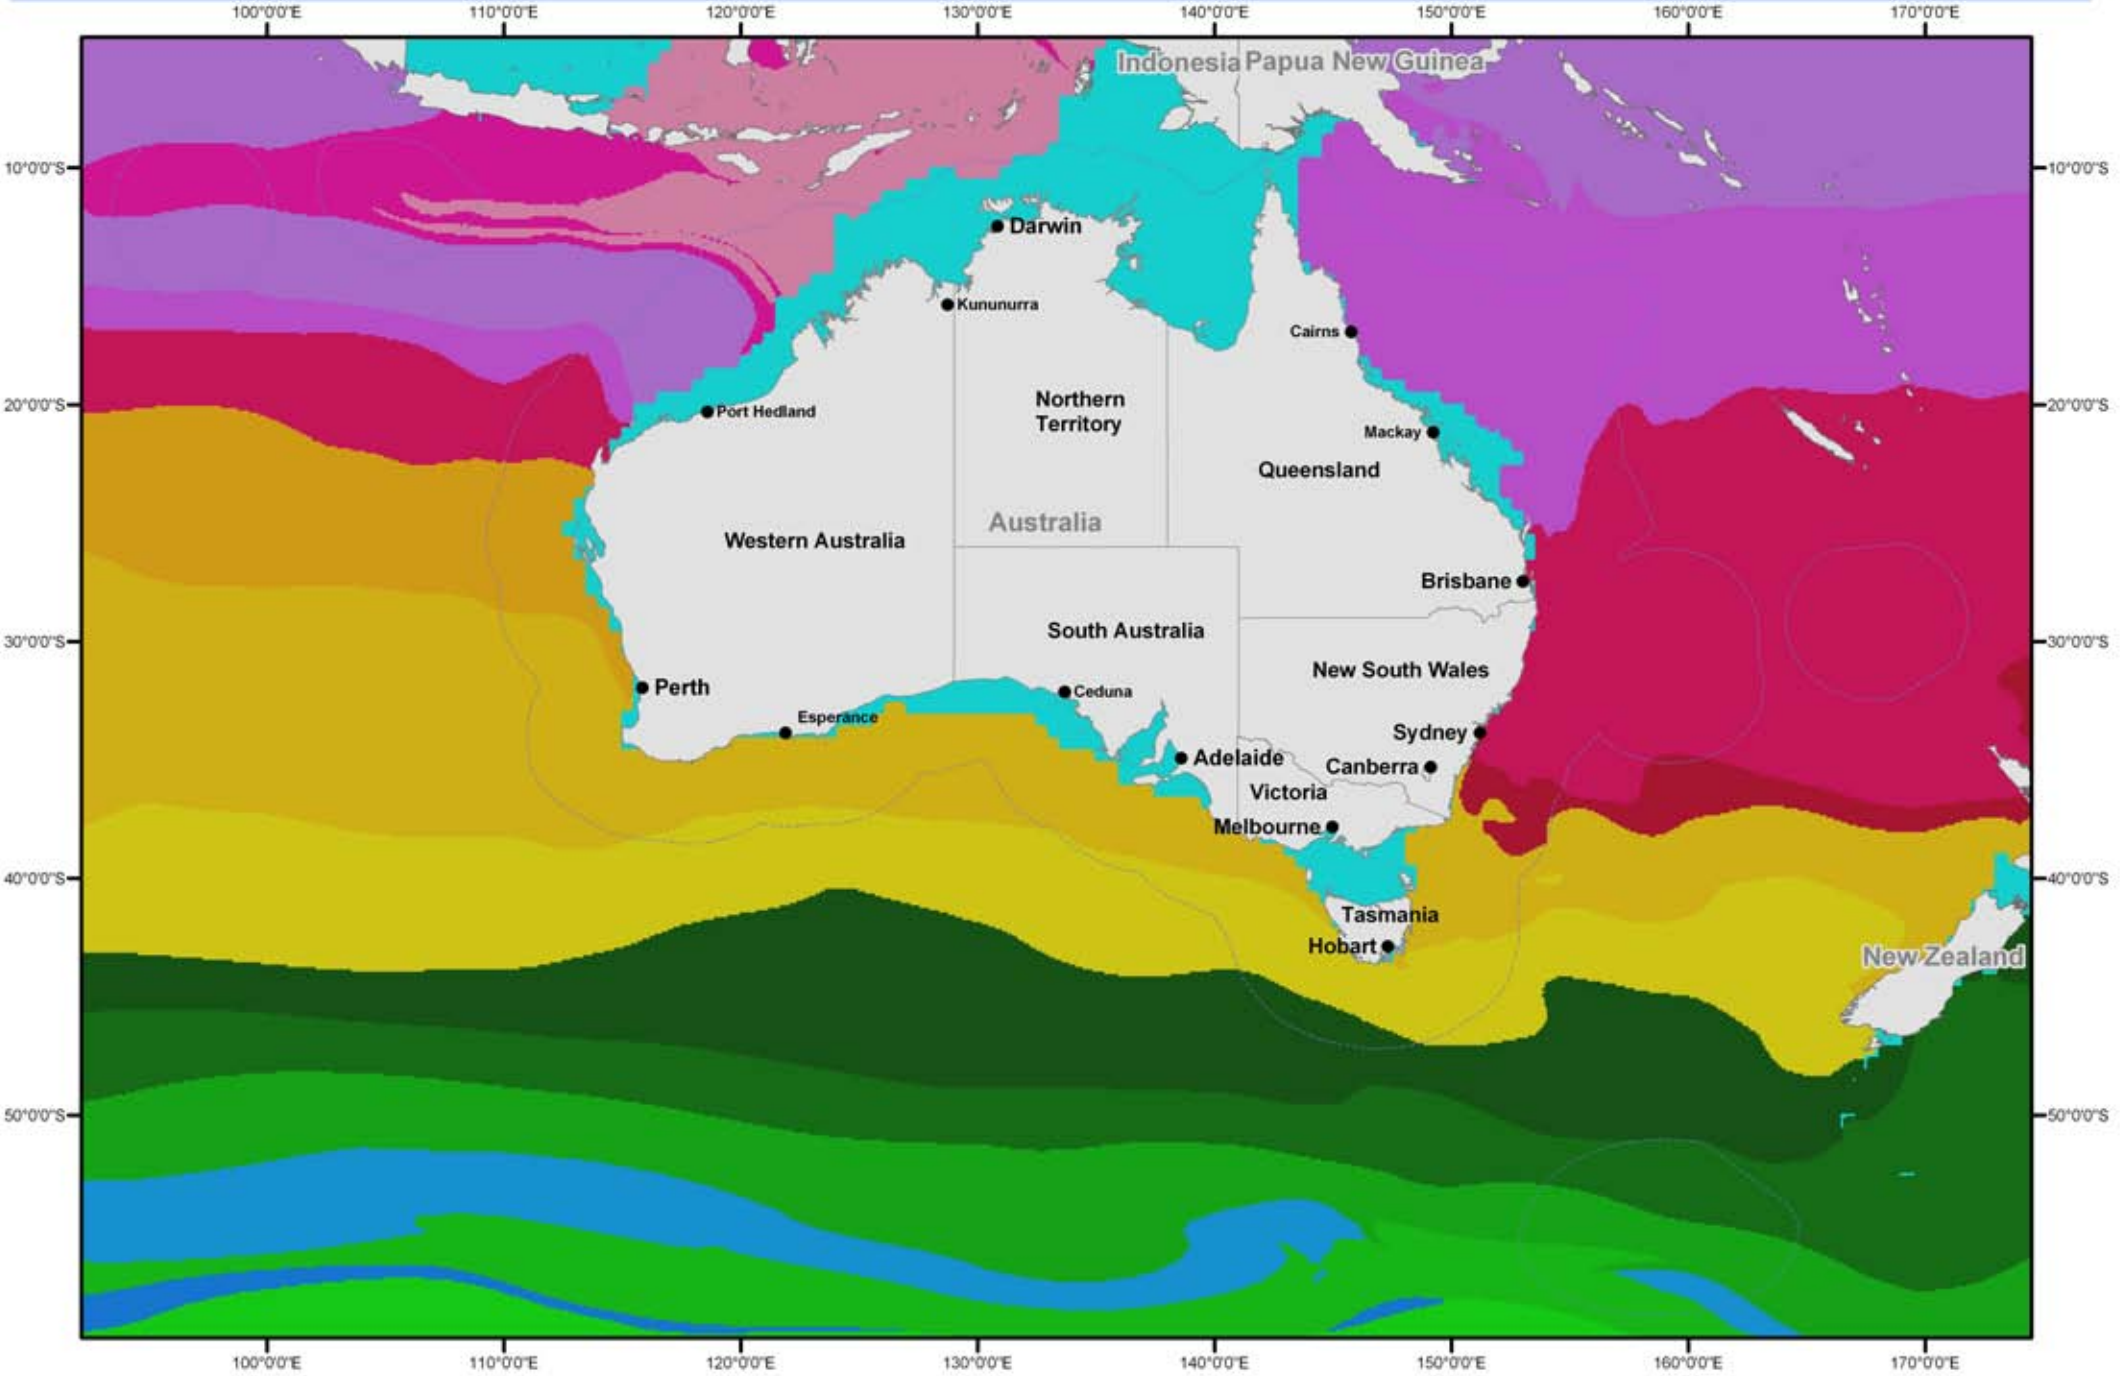 100°0'0"E 110°0'0"E 120°0'0"E 130°0'0"E 140°0'0"E 150°0'0"E 160°0'0"E 170°0'0"E
Indonesia Papua New Guinea
10°0'0"S 10°0'0"S
Darwin
Kununurra
Cairns
Northern
Territory
20°0'0"S 20°0'0"S
Port Hedland
Mackay
Queensland
Australia
Western Australia
Brisbane
South Australia
30°0'0"S 30°0'0"S
New South Wales
Perth
Ceduna
Esperance
Sydney
Adelaide
Canberra
Victoria
Melbourne
40°0'0"S 40°0'0"S
Tasmania
Hobart
New Zealand
50°0'0"S 50°0'0"S
100°0'0"E 110°0'0"E 120°0'0"E 130°0'0"E 140°0'0"E 150°0'0"E 160°0'0"E 170°0'0"E